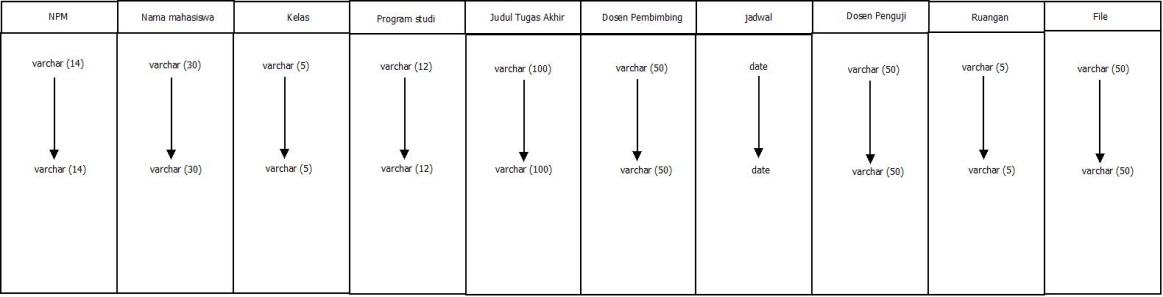 NPM
Nama mahasiswa
Kelas
Program studi
Judul Tugas Akhir
Dosen Pembimbing
jadwal
Dosen Penguji
Ruangan
File
varchar (14)
varchar (30)
varchar (5)
varchar (12)
varchar (100)
varchar (50)
date
varchar (50)
varchar (5)
varchar (50)
varchar (14)
varchar (30)
varchar (5)
varchar (12)
varchar (100)
varchar (50)
date
varchar (50)
varchar (5)
varchar (50)